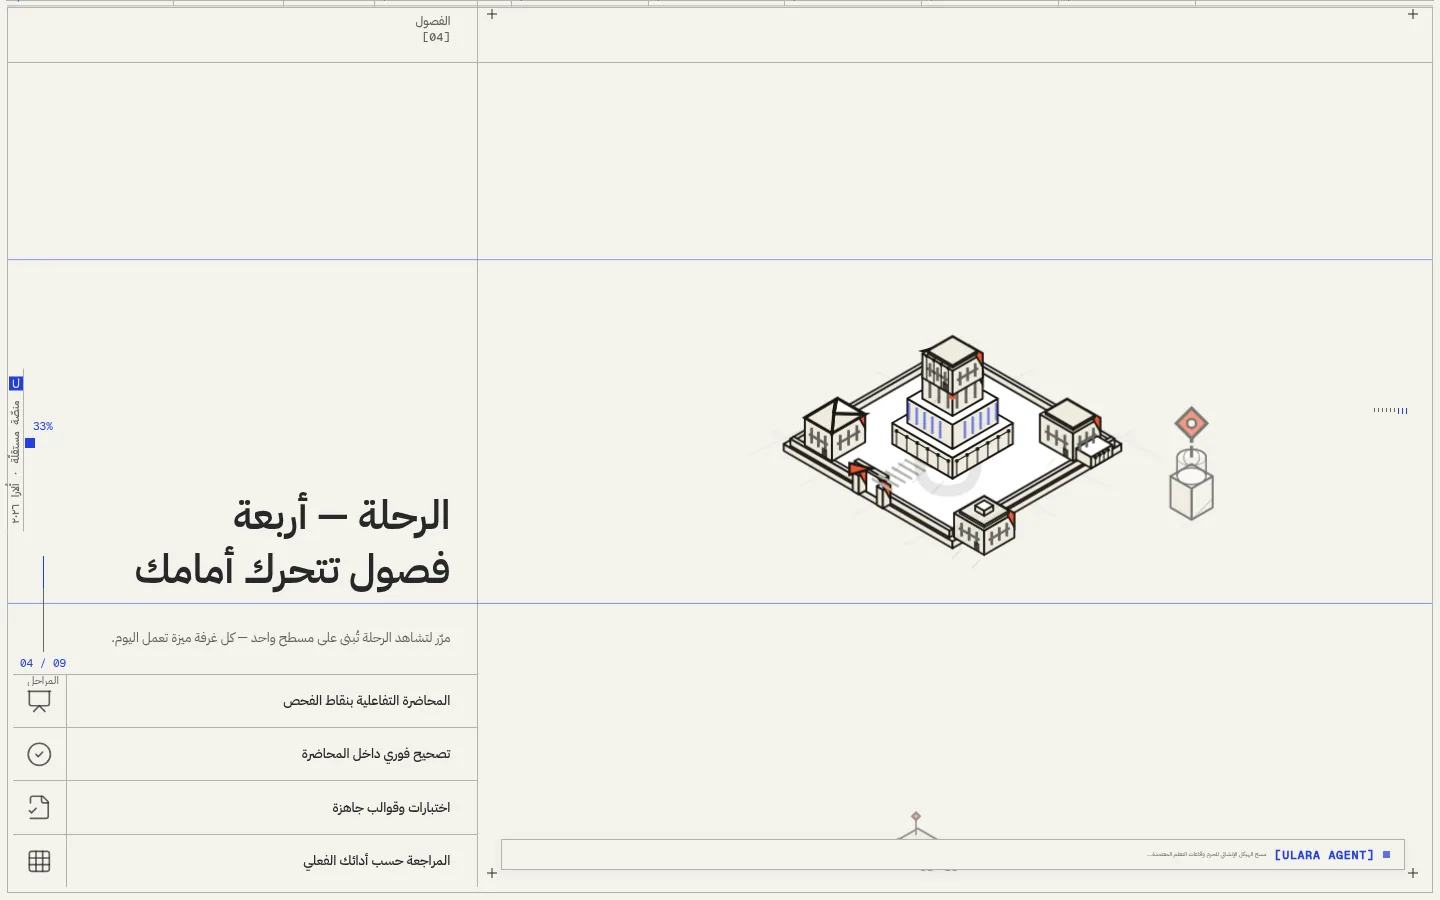 الفصول
[04]
33%
منصّة مستقلّة · ألارا ٢٠٢٦
الرحلة — أربعة
فصول تتحرك أمامك
مرّر لتشاهد الرحلة تُبنى على مسطح واحد — كل غرفة ميزة تعمل اليوم.
04 / 09
المراحل
المحاضرة التفاعلية بنقاط الفحص
تصحيح فوري داخل المحاضرة
اختبارات وقوالب جاهزة
المراجعة حسب أدائك الفعلي
[ULARA AGENT]